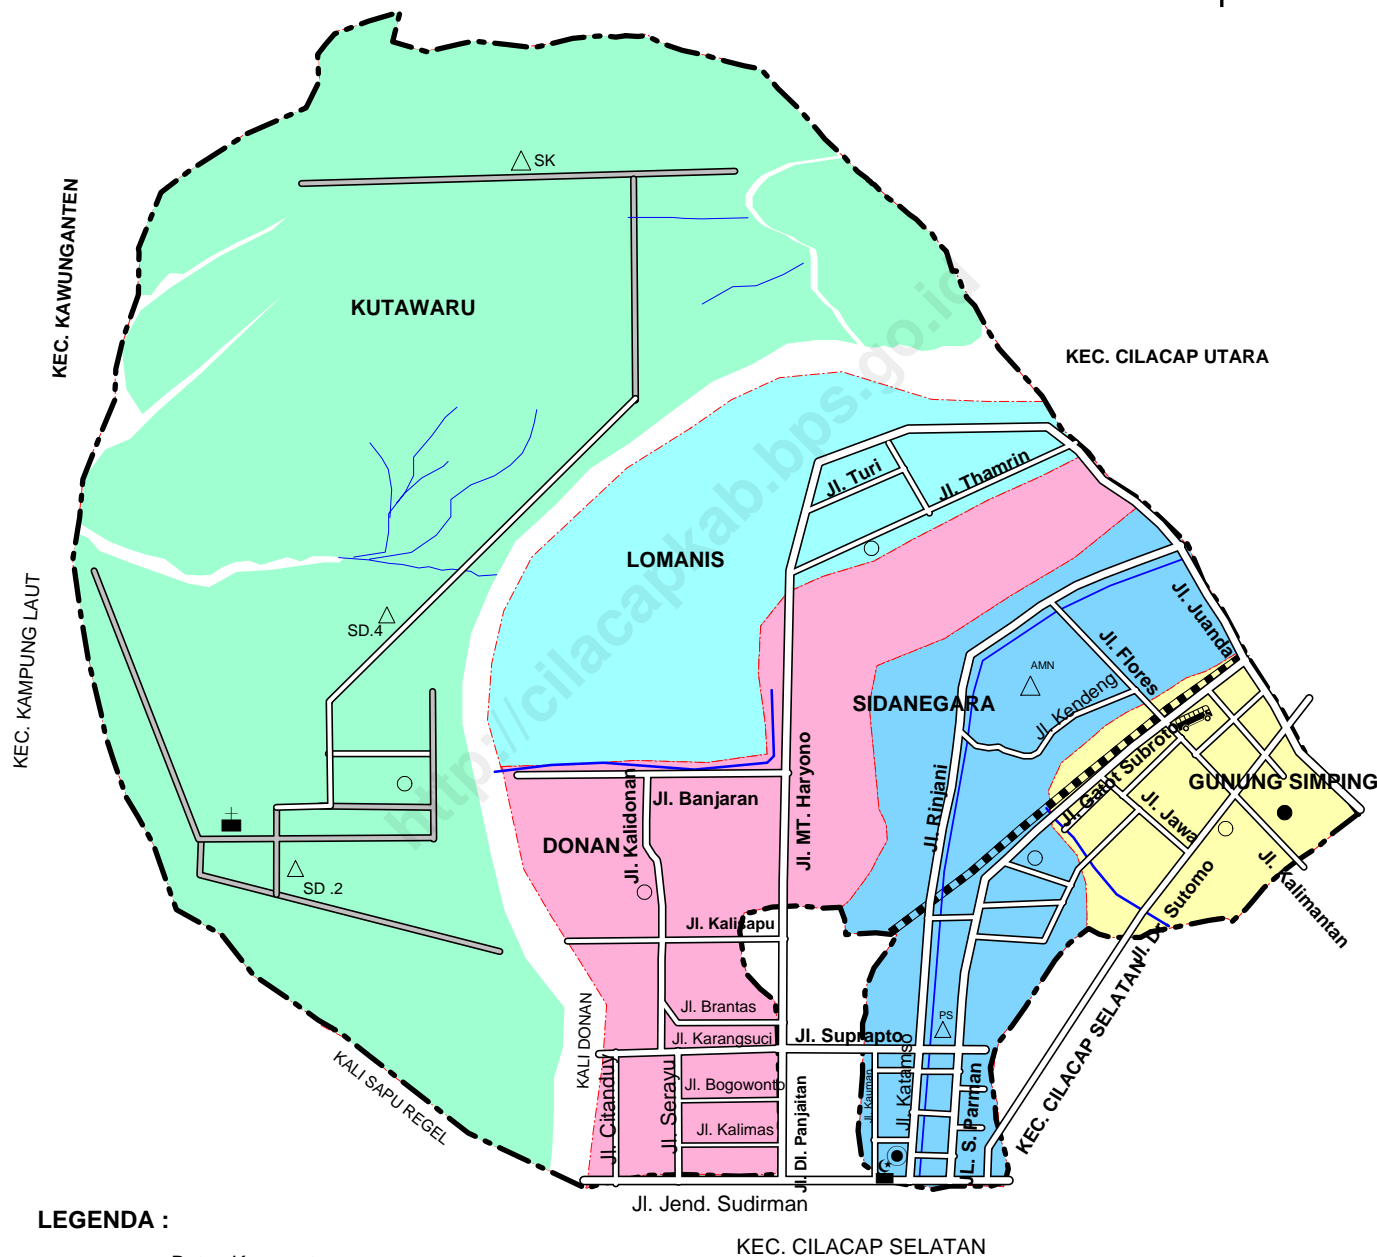 SK
KEC. KAWUNGANTEN
KUTAWARU
KEC. CILACAP UTARA
Jl. Turi
Jl. Thamrin
LOMANIS
http://cilacapkab.bps.go.id
KEC. KAMPUNG LAUT
SD.4
Jl. Juanda
Jl. Flores
AMN
Jl. Kendeng
SIDANEGARA
Jl. Gatot Subroto
GUNUNG SIMPING
Jl. Jawa
Jl. Kalidonan
Jl. Banjaran
Jl. MT. Haryono
Jl. Rinjani
DONAN
SD .2
Jl. Kalisapu
Jl. Dr. Sutomo
Jl. Kalimantan
KALI DONAN
Jl. Brantas
Jl. Karangsuci
Jl. Suprapto
PS
KALI SAPU REGEL
Jl. Citanduy
Jl. Serayu
Jl. Bogowonto
Jl. Kalimas
Jl. DI. Panjaitan
Jl. Kauman
Jl. Katamso
JL. S. Parman
KEC. CILACAP SELATAN
Jl. Jend. Sudirman
LEGENDA :
KEC. CILACAP SELATAN